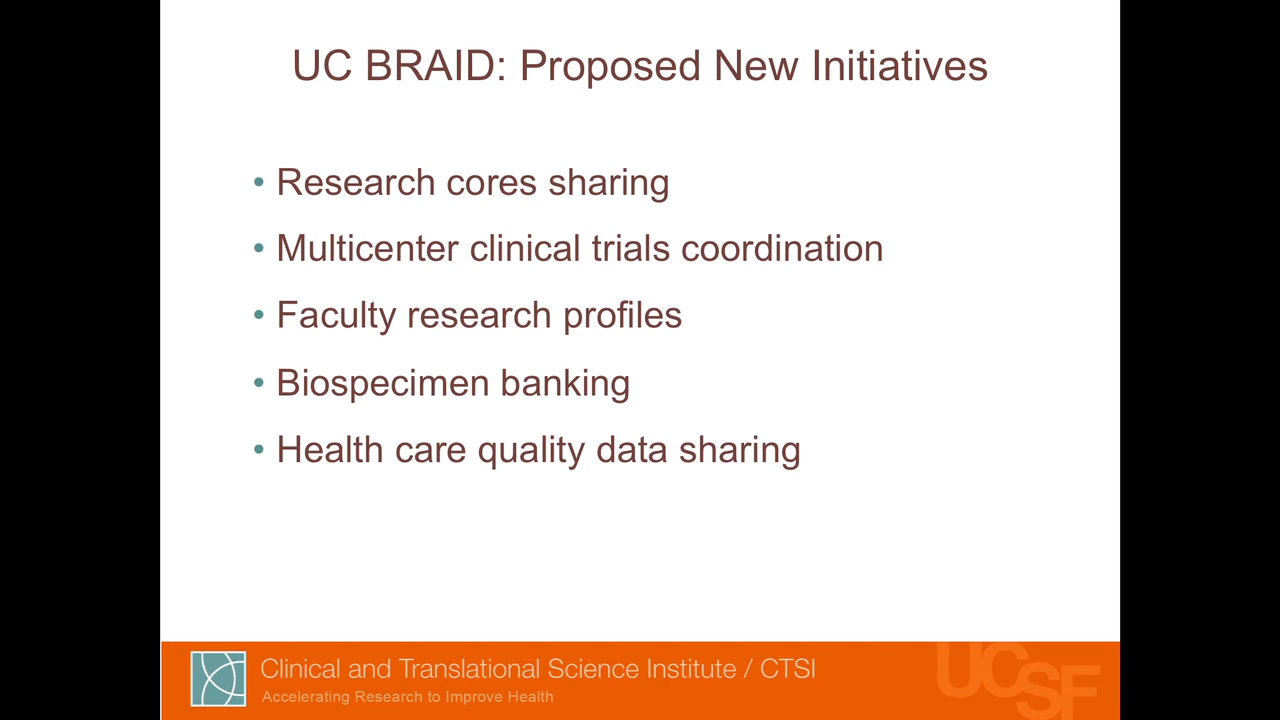 UC BRAID: Proposed New Initiatives
• Research cores sharing
• Multicenter clinical trials coordination
• Faculty research profiles
• Biospecimen banking
• Health care quality data sharing
Clinical and Translational Science Institute / CTSI
Accelerating Research to Improve Health
UCSF